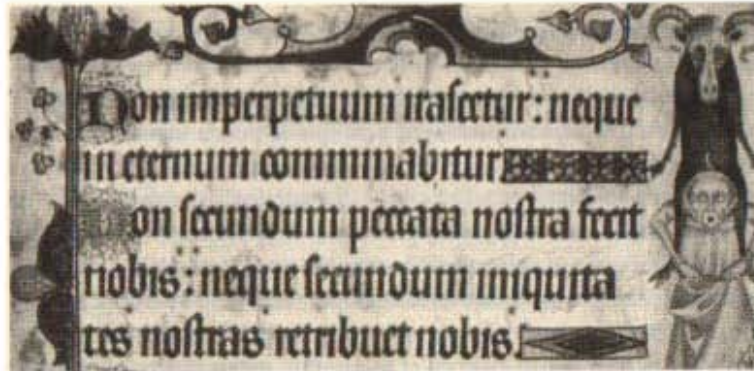 Non imperpetuum irascetur: neque
in eternum comminabitur
Non secundum peccata nostra fecit
nobis: neque secundum iniquita
tes nostras retribuet nobis.